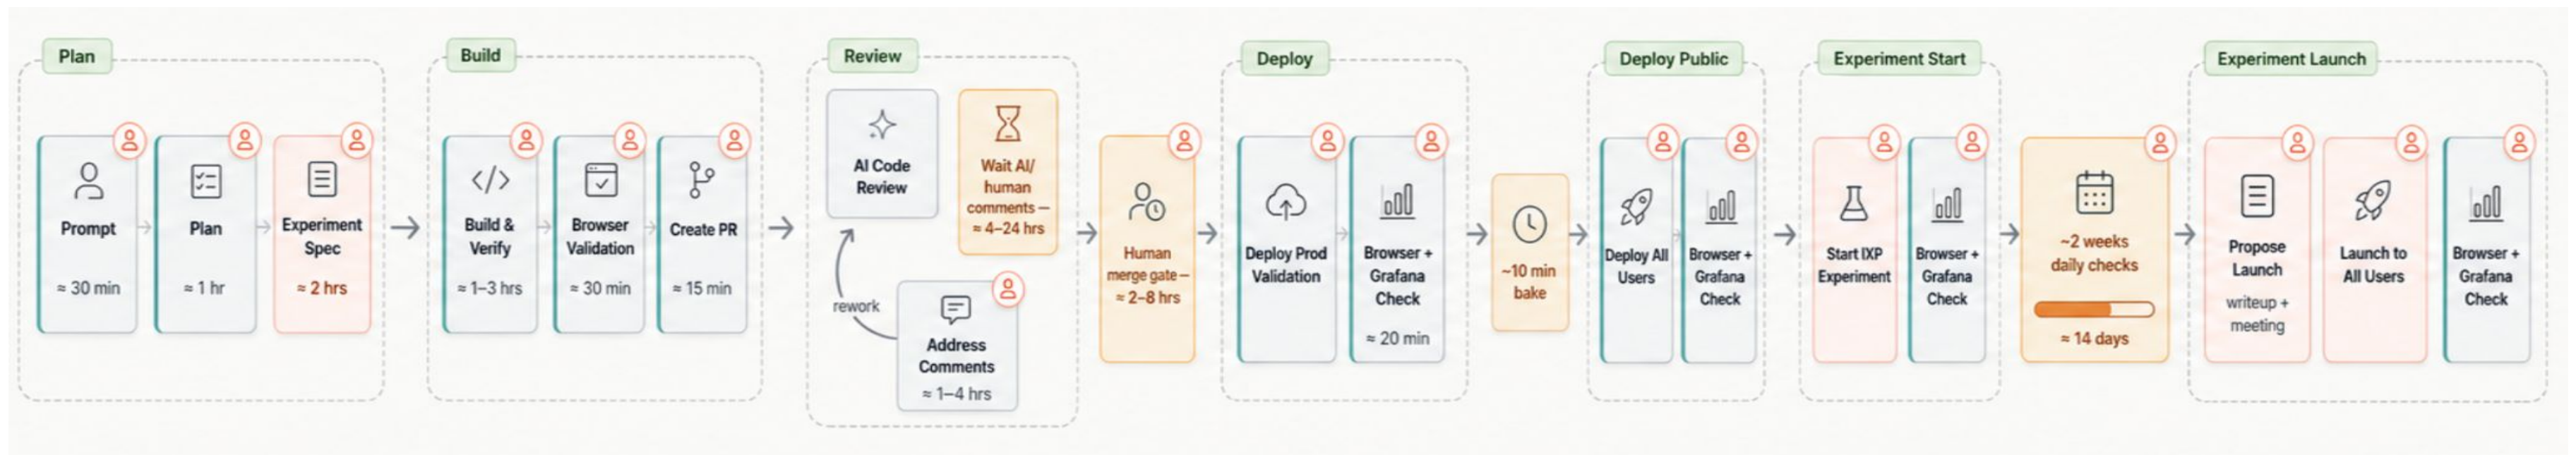 Plan
Prompt
≈ 30 min
Plan
≈ 1 hr
Experiment
Spec
≈ 2 hrs
Build
Build &
Verify
≈ 1–3 hrs
Browser
Validation
≈ 30 min
Create PR
≈ 15 min
Review
AI Code
Review
Wait AI/
human
comments —
≈ 4–24 hrs
rework
Address
Comments
≈ 1–4 hrs
Human
merge gate —
≈ 2–8 hrs
Deploy
Deploy Prod
Validation
Browser +
Grafana
Check
≈ 20 min
~10 min
bake
Deploy Public
Deploy All
Users
Browser +
Grafana
Check
Experiment Start
Start IXP
Experiment
Browser +
Grafana
Check
~2 weeks
daily checks
≈ 14 days
Experiment Launch
Propose
Launch
writeup +
meeting
Launch to
All Users
Browser +
Grafana
Check